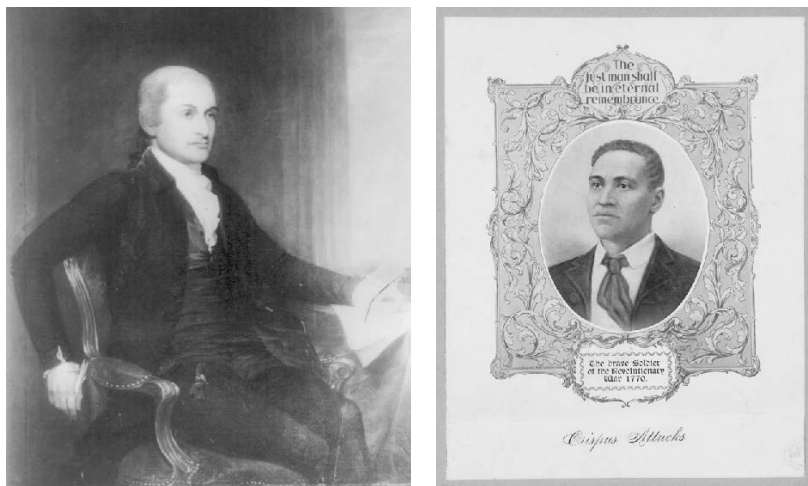 The
just man shall
be in eternal
remembrance
The brave Soldier
of the Revolutionary
War 1770.
Crispus Attucks